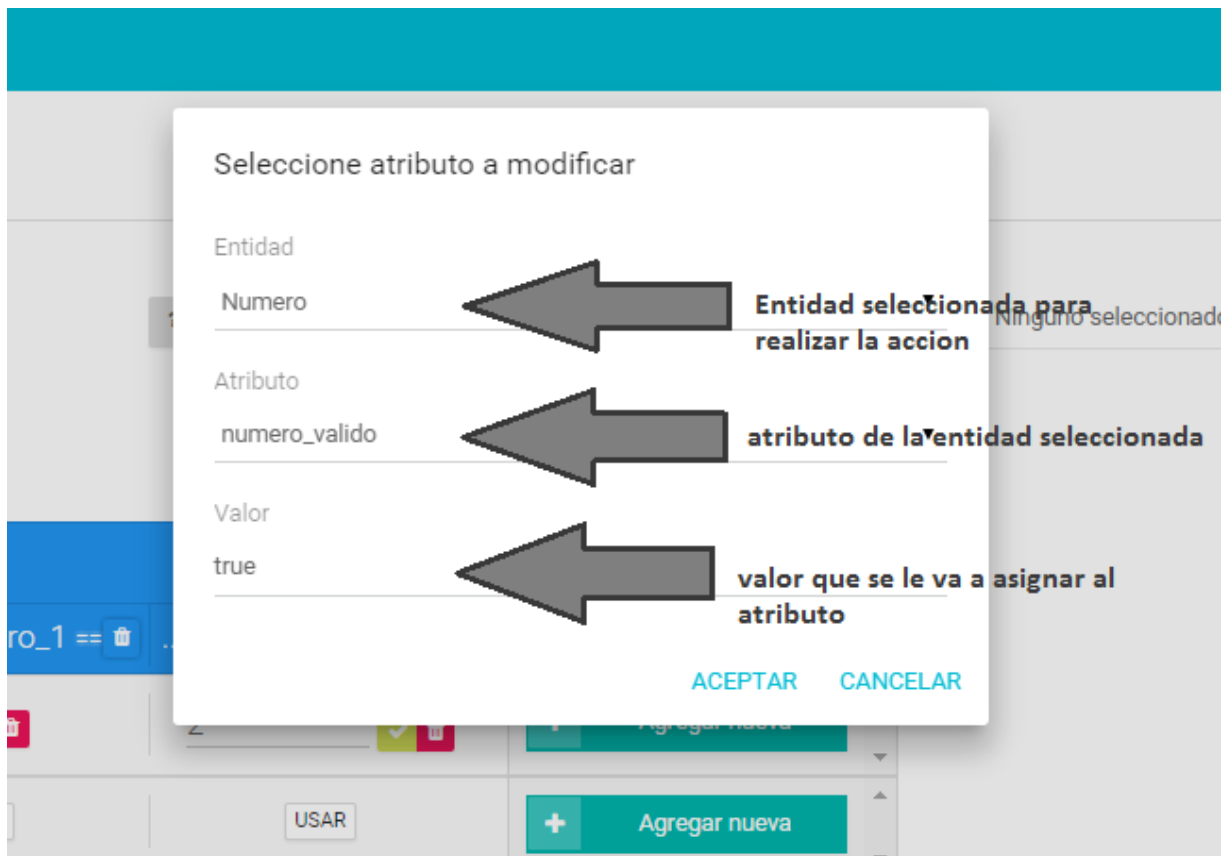 Seleccione atributo a modificar
Entidad
Numero
Entidad seleccionada para
realizar la accion
Ninguno seleccionado
Atributo
numero_valido
atributo de la entidad seleccionada
Valor
true
valor que se le va a asignar al
atributo
ro_1 ==
ACEPTAR CANCELAR
Agregar nueva
USAR
Agregar nueva